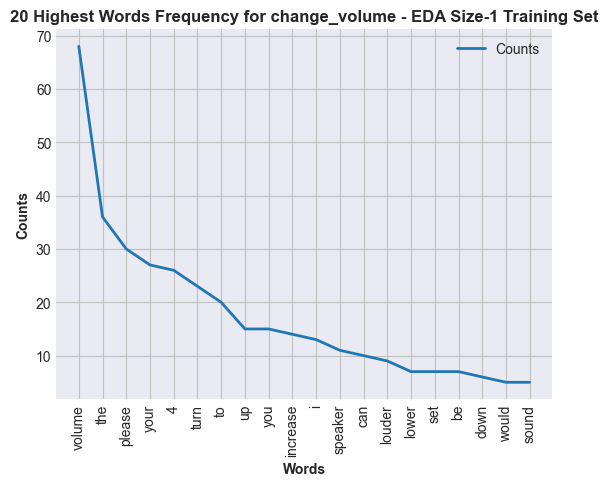 20 Highest Words Frequency for change_volume - EDA Size-1 Training Set
Counts
70
60
50
40
30
20
10
Counts
volume
the
please
your
4
turn
to
up
you
increase
i
speaker
can
louder
lower
set
be
down
would
sound
Words